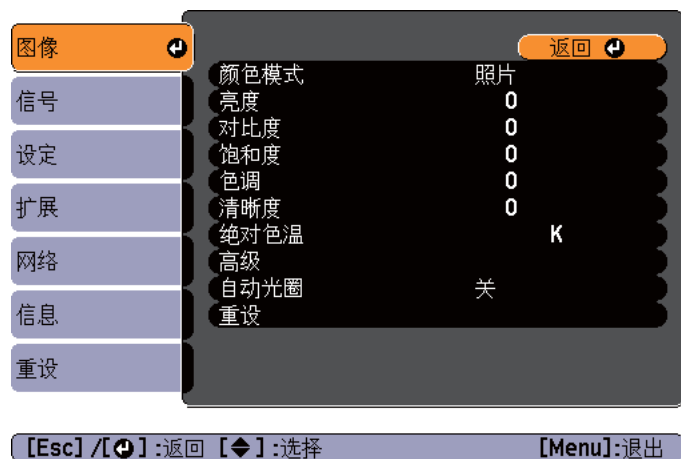 图像
信号
设定
扩展
网络
信息
重设
返回
颜色模式 照片
亮度 0
对比度 0
饱和度 0
色调 0
清晰度 0
绝对色温 K
高级
自动光圈 关
重设
[Esc] /[ ] :返回 [ ] :选择 [Menu]:退出